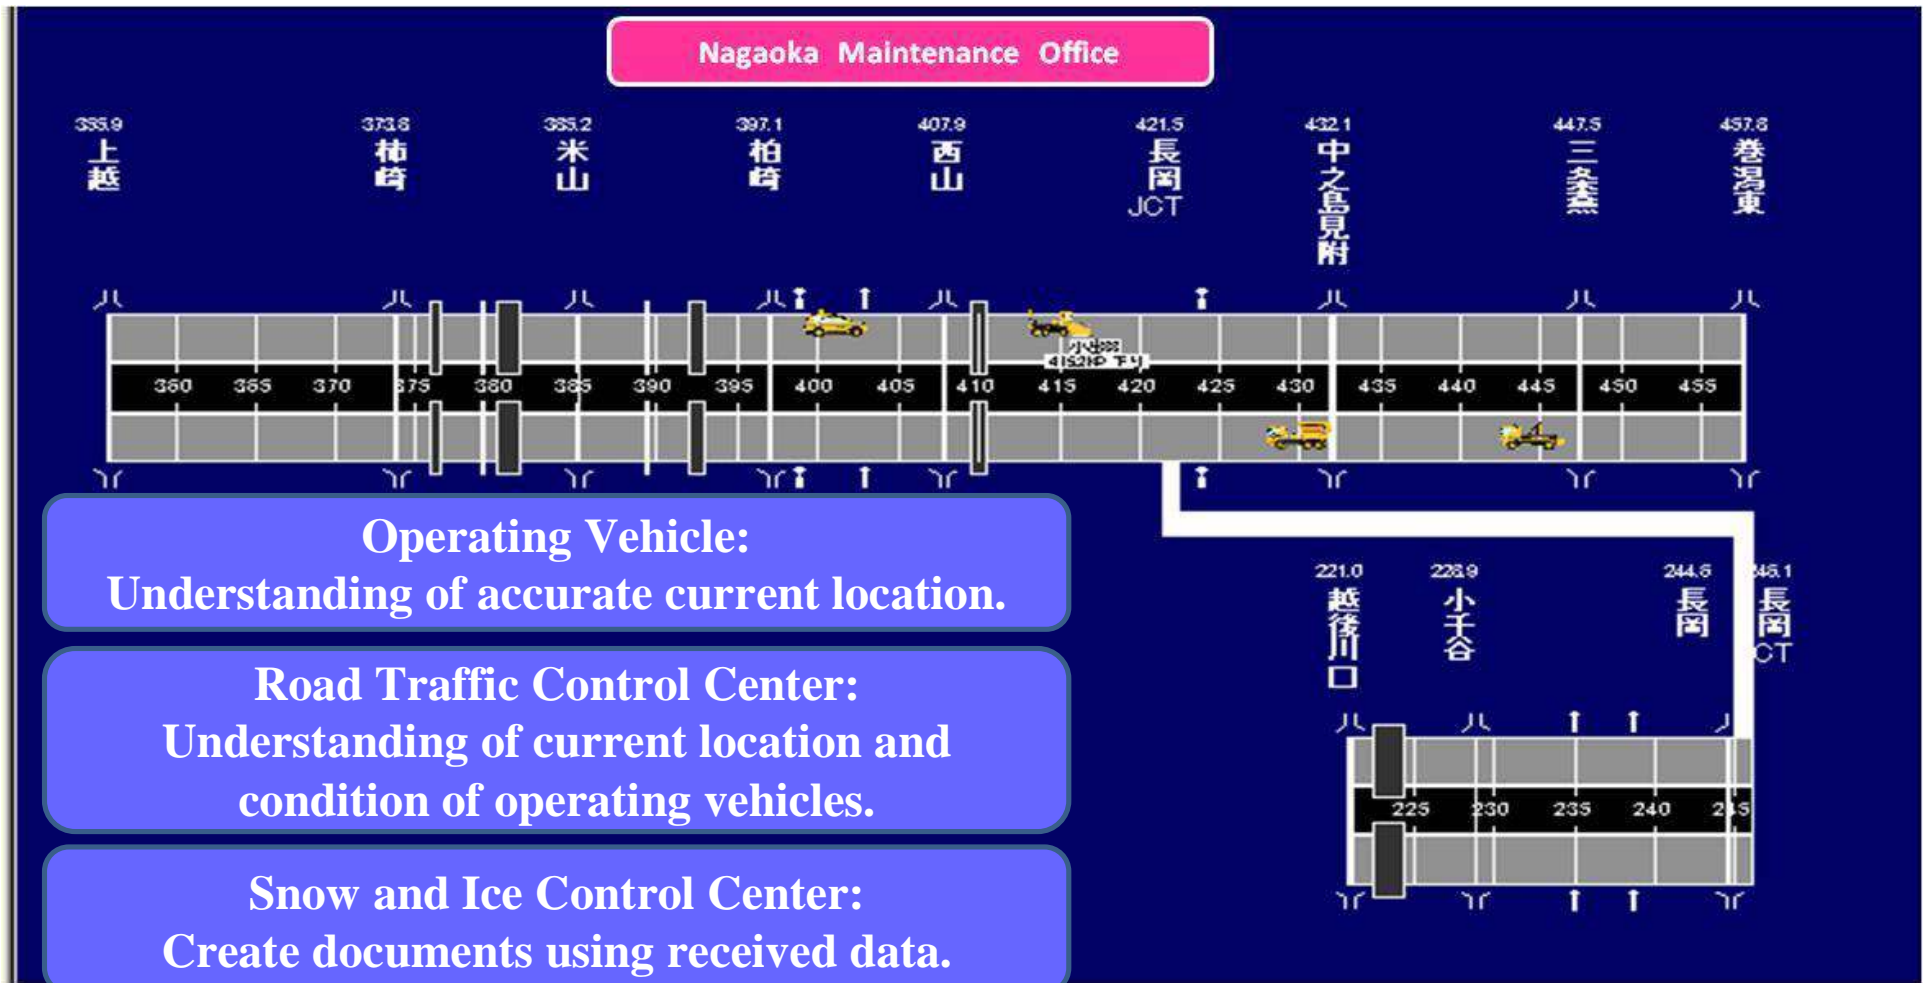 Nagaoka Maintenance Office
373.6
385.2
397.1
407.9
421.5
432.1
447.5
457.6
上越
柿崎
米山
柏崎
西山
長岡
JCT
中之島見附
三条燕
巻潟東
360 365 370 375 380 385 390 395 400 405 410 415 420 425 430 435 440 445 450 455
Operating Vehicle:
Understanding of accurate current location.
Road Traffic Control Center:
Understanding of current location and
condition of operating vehicles.
Snow and Ice Control Center:
Create documents using received data.
221.0
228.9
244.6
越後川口
小千谷
長岡
長岡
CT
225 230 235 240 245